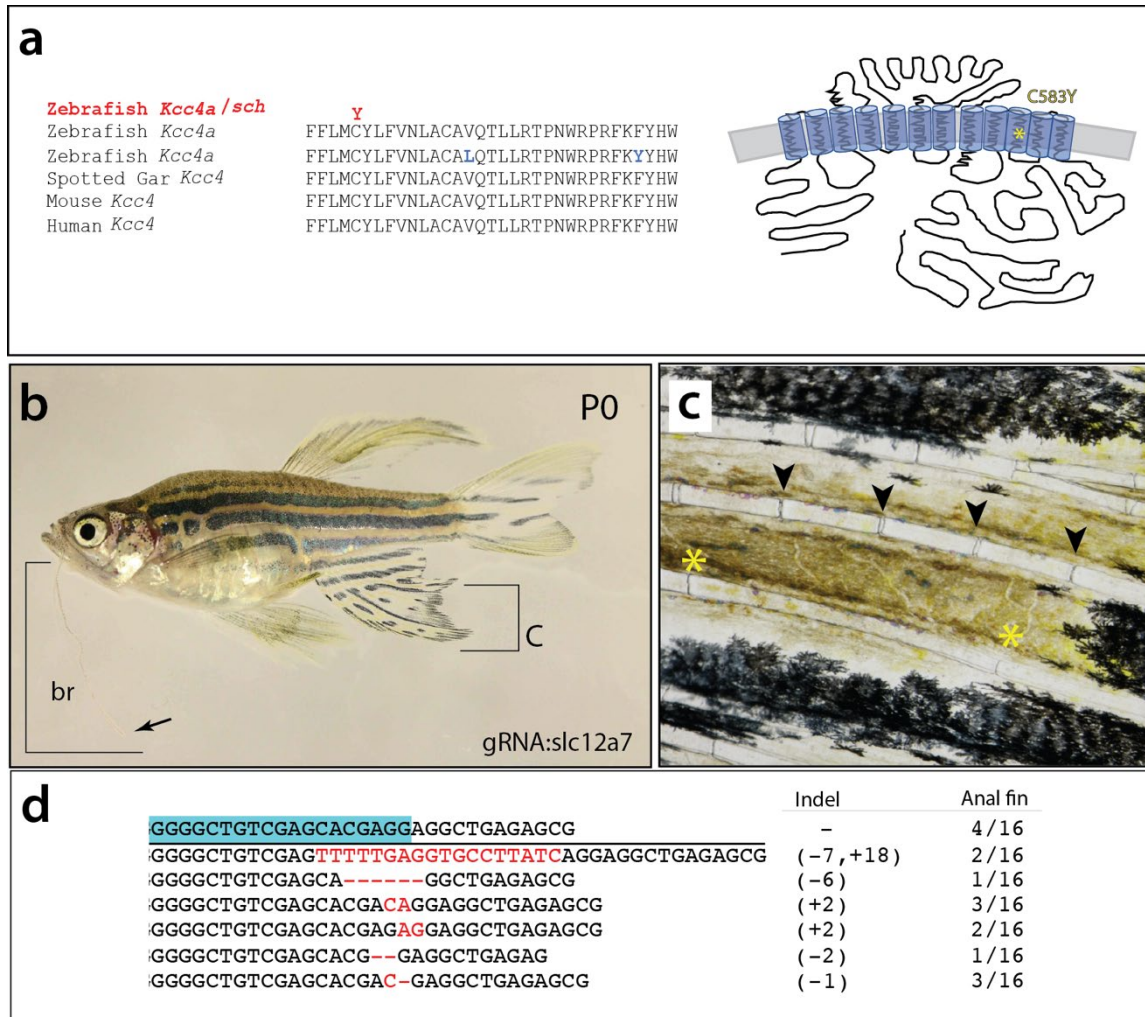 a
Zebrafish Kcc4a/sch
Y
Zebrafish Kcc4a FFLMCYLFVNLACAVQTLLRTPNWRPRFKFYHW
Zebrafish Kcc4a FFLMCYLFVNLACALQTLLRTPNWRPRFKYYHW
Spotted Gar Kcc4 FFLMCYLFVNLACAVQTLLRTPNWRPRFKFYHW
Mouse Kcc4 FFLMCYLFVNLACAVQTLLRTPNWRPRFKFYHW
Human Kcc4 FFLMCYLFVNLACAVQTLLRTPNWRPRFKFYHW
C583Y
*
b
P0
C
br
gRNA:slc12a7
c
*
*
d
Indel Anal fin
GGGGCTGTCGAGCACGAGGAGGCTGAGAGCG - 4/16
GGGGCTGTCGAGTTTTTGAGGTGCCTTATCAGGAGGCTGAGAGCG (-7,+18) 2/16
GGGGCTGTCGAGCA------GGCTGAGAGCG (-6) 1/16
GGGGCTGTCGAGCACGACAGGAGGCTGAGAGCG (+2) 3/16
GGGGCTGTCGAGCACGAGAGGAGGCTGAGAGCG (+2) 2/16
GGGGCTGTCGAGCACG--GAGGCTGAGAG (-2) 1/16
GGGGCTGTCGAGCACGAC-GAGGCTGAGAGCG (-1) 3/16